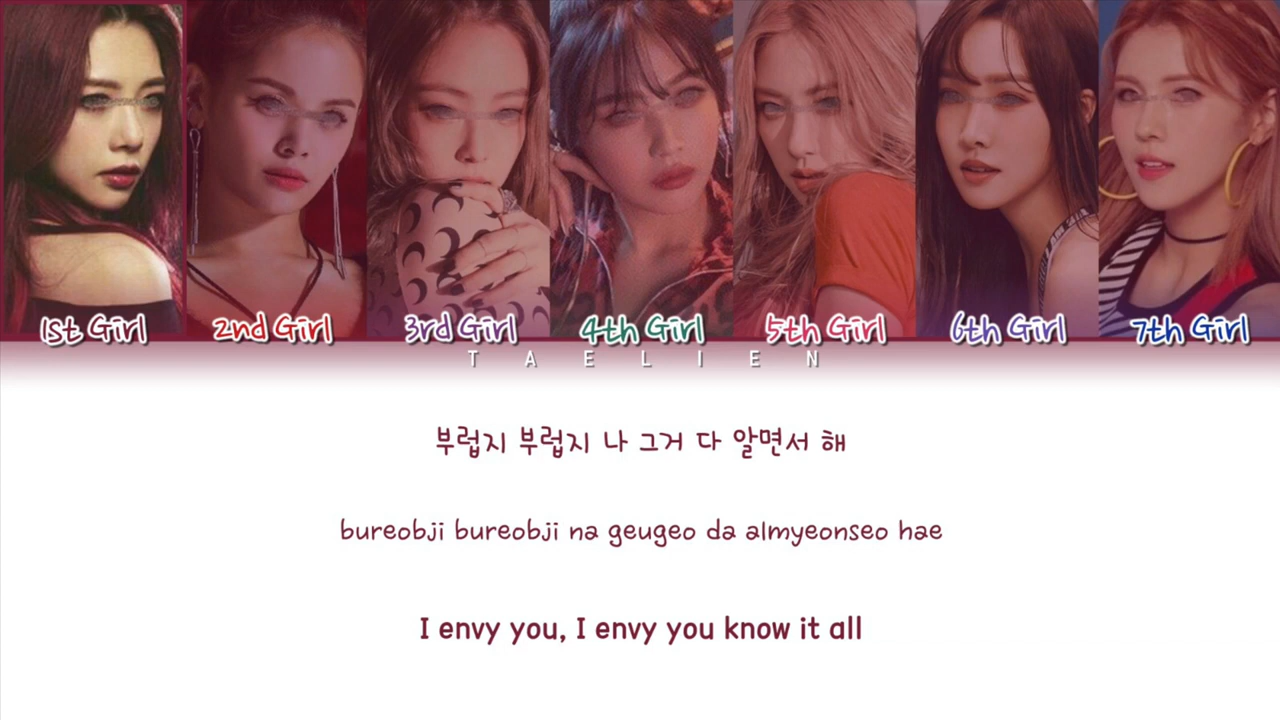 1st Girl 2nd Girl 3rd Girl 4th Girl 5th Girl 6th Girl 7th Girl
TAELIEN
부럽지 부럽지 나 그거 다 알면서 해
bureobji bureobji na geugeo da almyeonseo hae
I envy you, I envy you know it all